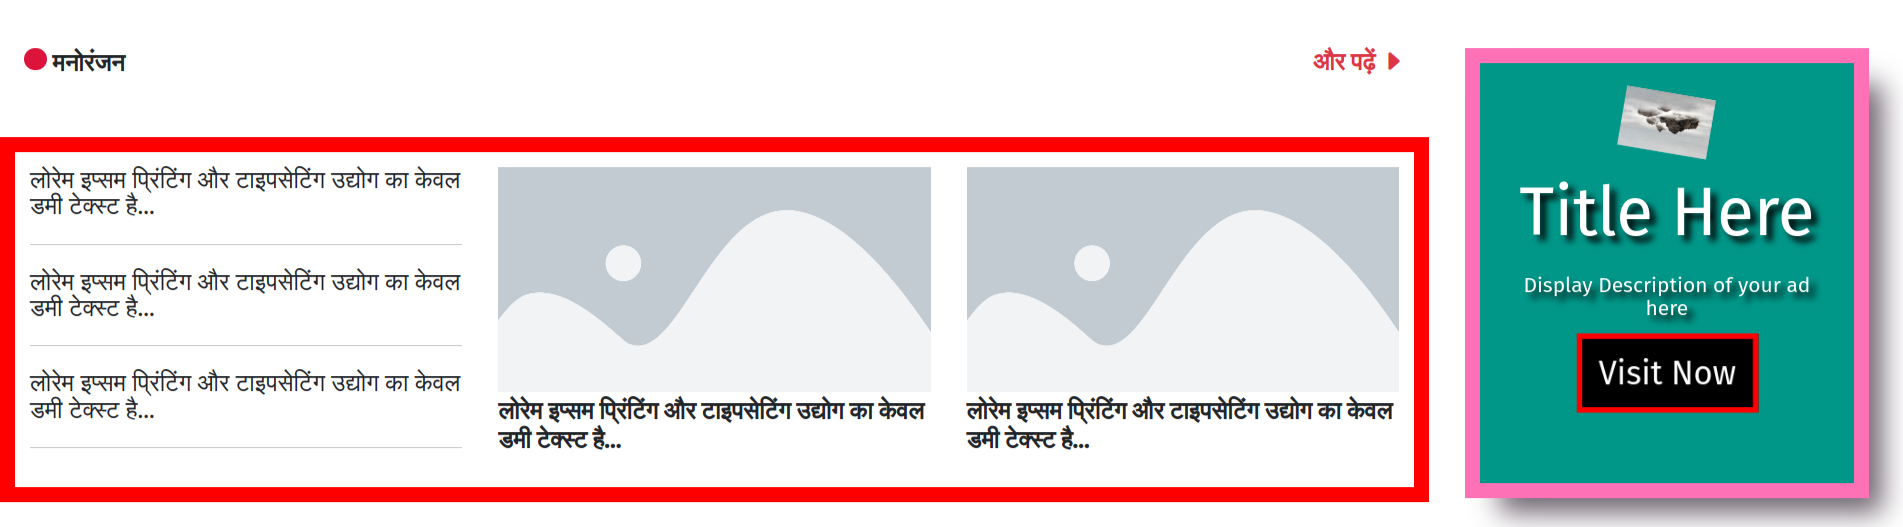 मनोरंजन
और पढ़ें
लोरेम इप्सम प्रिंटिंग और टाइपसेटिंग उद्योग का केवल
डमी टेक्स्ट है...
लोरेम इप्सम प्रिंटिंग और टाइपसेटिंग उद्योग का केवल
डमी टेक्स्ट है...
लोरेम इप्सम प्रिंटिंग और टाइपसेटिंग उद्योग का केवल
डमी टेक्स्ट है...
लोरेम इप्सम प्रिंटिंग और टाइपसेटिंग उद्योग का केवल
डमी टेक्स्ट है...
लोरेम इप्सम प्रिंटिंग और टाइपसेटिंग उद्योग का केवल
डमी टेक्स्ट है...
Title Here
Display Description of your ad
here
Visit Now